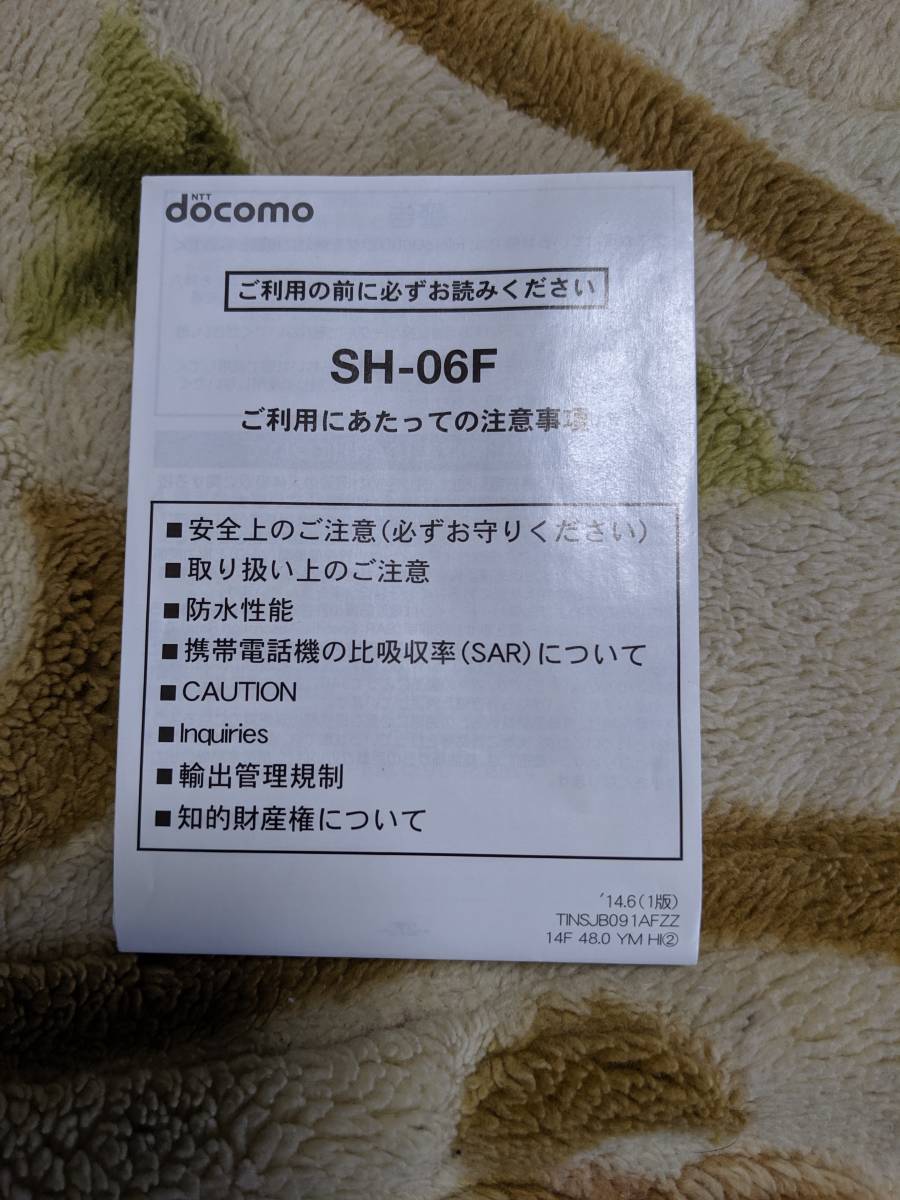 NTT
docomo
ご利用の前に必ずお読みください
SH-06F
ご利用にあたっての注意事項
■安全上のご注意（必ずお守りください）
■取り扱い上のご注意
■防水性能
■携帯電話機の比吸収率（SAR）について
■CAUTION
■Inquiries
■輸出管理規制
■知的財産権について
'14.6（1版）
TINSJB091AFZZ
14F 48.0 YM HI②